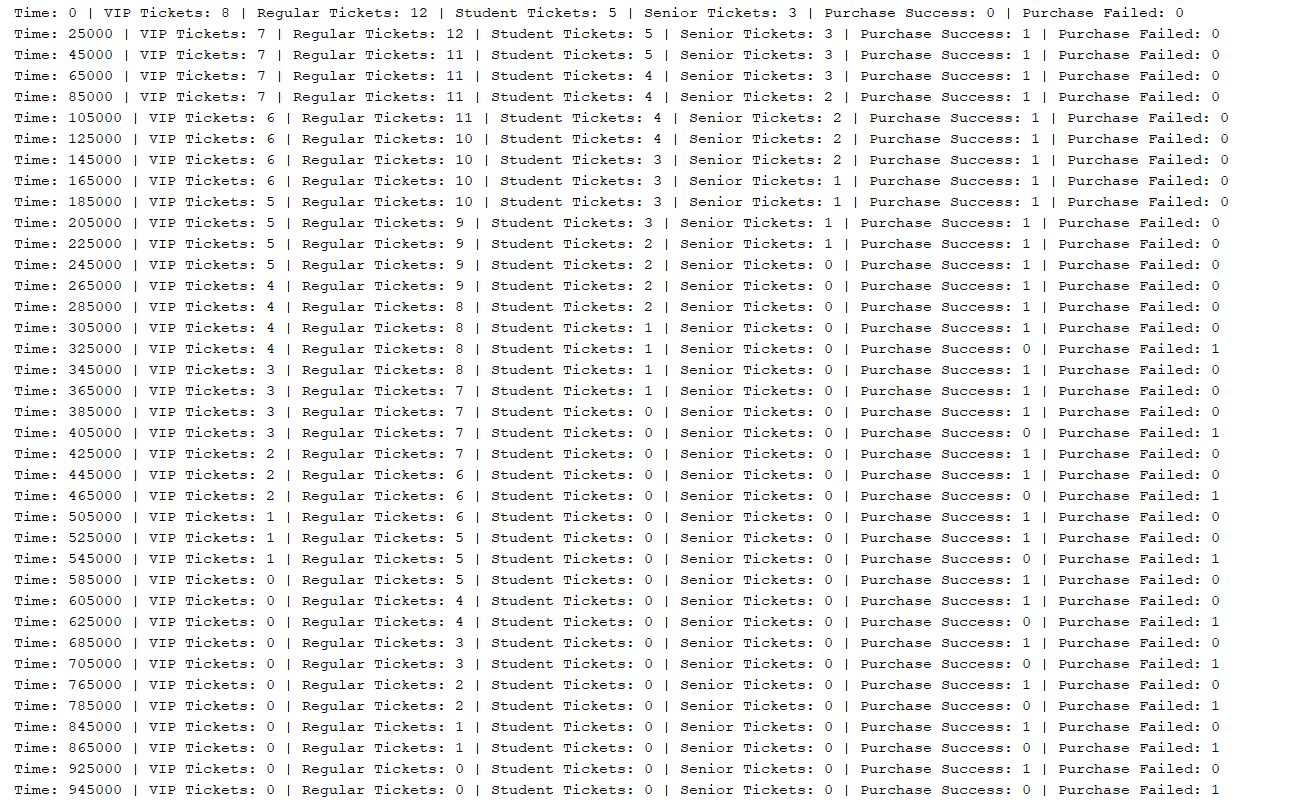 Time: 0 | VIP Tickets: 8 | Regular Tickets: 12 | Student Tickets: 5 | Senior Tickets: 3 | Purchase Success: 0 | Purchase Failed: 0
Time: 25000 | VIP Tickets: 7 | Regular Tickets: 12 | Student Tickets: 5 | Senior Tickets: 3 | Purchase Success: 1 | Purchase Failed: 0
Time: 45000 | VIP Tickets: 7 | Regular Tickets: 11 | Student Tickets: 5 | Senior Tickets: 3 | Purchase Success: 1 | Purchase Failed: 0
Time: 65000 | VIP Tickets: 7 | Regular Tickets: 11 | Student Tickets: 4 | Senior Tickets: 3 | Purchase Success: 1 | Purchase Failed: 0
Time: 85000 | VIP Tickets: 7 | Regular Tickets: 11 | Student Tickets: 4 | Senior Tickets: 2 | Purchase Success: 1 | Purchase Failed: 0
Time: 105000 | VIP Tickets: 6 | Regular Tickets: 11 | Student Tickets: 4 | Senior Tickets: 2 | Purchase Success: 1 | Purchase Failed: 0
Time: 125000 | VIP Tickets: 6 | Regular Tickets: 10 | Student Tickets: 4 | Senior Tickets: 2 | Purchase Success: 1 | Purchase Failed: 0
Time: 145000 | VIP Tickets: 6 | Regular Tickets: 10 | Student Tickets: 3 | Senior Tickets: 2 | Purchase Success: 1 | Purchase Failed: 0
Time: 165000 | VIP Tickets: 6 | Regular Tickets: 10 | Student Tickets: 3 | Senior Tickets: 1 | Purchase Success: 1 | Purchase Failed: 0
Time: 185000 | VIP Tickets: 5 | Regular Tickets: 10 | Student Tickets: 3 | Senior Tickets: 1 | Purchase Success: 1 | Purchase Failed: 0
Time: 205000 | VIP Tickets: 5 | Regular Tickets: 9 | Student Tickets: 3 | Senior Tickets: 1 | Purchase Success: 1 | Purchase Failed: 0
Time: 225000 | VIP Tickets: 5 | Regular Tickets: 9 | Student Tickets: 2 | Senior Tickets: 1 | Purchase Success: 1 | Purchase Failed: 0
Time: 245000 | VIP Tickets: 5 | Regular Tickets: 9 | Student Tickets: 2 | Senior Tickets: 0 | Purchase Success: 1 | Purchase Failed: 0
Time: 265000 | VIP Tickets: 4 | Regular Tickets: 9 | Student Tickets: 2 | Senior Tickets: 0 | Purchase Success: 1 | Purchase Failed: 0
Time: 285000 | VIP Tickets: 4 | Regular Tickets: 8 | Student Tickets: 2 | Senior Tickets: 0 | Purchase Success: 1 | Purchase Failed: 0
Time: 305000 | VIP Tickets: 4 | Regular Tickets: 8 | Student Tickets: 1 | Senior Tickets: 0 | Purchase Success: 1 | Purchase Failed: 0
Time: 325000 | VIP Tickets: 4 | Regular Tickets: 8 | Student Tickets: 1 | Senior Tickets: 0 | Purchase Success: 0 | Purchase Failed: 1
Time: 345000 | VIP Tickets: 3 | Regular Tickets: 8 | Student Tickets: 1 | Senior Tickets: 0 | Purchase Success: 1 | Purchase Failed: 0
Time: 365000 | VIP Tickets: 3 | Regular Tickets: 7 | Student Tickets: 1 | Senior Tickets: 0 | Purchase Success: 1 | Purchase Failed: 0
Time: 385000 | VIP Tickets: 3 | Regular Tickets: 7 | Student Tickets: 0 | Senior Tickets: 0 | Purchase Success: 1 | Purchase Failed: 0
Time: 405000 | VIP Tickets: 3 | Regular Tickets: 7 | Student Tickets: 0 | Senior Tickets: 0 | Purchase Success: 0 | Purchase Failed: 1
Time: 425000 | VIP Tickets: 2 | Regular Tickets: 7 | Student Tickets: 0 | Senior Tickets: 0 | Purchase Success: 1 | Purchase Failed: 0
Time: 445000 | VIP Tickets: 2 | Regular Tickets: 6 | Student Tickets: 0 | Senior Tickets: 0 | Purchase Success: 1 | Purchase Failed: 0
Time: 465000 | VIP Tickets: 2 | Regular Tickets: 6 | Student Tickets: 0 | Senior Tickets: 0 | Purchase Success: 0 | Purchase Failed: 1
Time: 505000 | VIP Tickets: 1 | Regular Tickets: 6 | Student Tickets: 0 | Senior Tickets: 0 | Purchase Success: 1 | Purchase Failed: 0
Time: 525000 | VIP Tickets: 1 | Regular Tickets: 5 | Student Tickets: 0 | Senior Tickets: 0 | Purchase Success: 1 | Purchase Failed: 0
Time: 545000 | VIP Tickets: 1 | Regular Tickets: 5 | Student Tickets: 0 | Senior Tickets: 0 | Purchase Success: 0 | Purchase Failed: 1
Time: 585000 | VIP Tickets: 0 | Regular Tickets: 5 | Student Tickets: 0 | Senior Tickets: 0 | Purchase Success: 1 | Purchase Failed: 0
Time: 605000 | VIP Tickets: 0 | Regular Tickets: 4 | Student Tickets: 0 | Senior Tickets: 0 | Purchase Success: 1 | Purchase Failed: 0
Time: 625000 | VIP Tickets: 0 | Regular Tickets: 4 | Student Tickets: 0 | Senior Tickets: 0 | Purchase Success: 0 | Purchase Failed: 1
Time: 685000 | VIP Tickets: 0 | Regular Tickets: 3 | Student Tickets: 0 | Senior Tickets: 0 | Purchase Success: 1 | Purchase Failed: 0
Time: 705000 | VIP Tickets: 0 | Regular Tickets: 3 | Student Tickets: 0 | Senior Tickets: 0 | Purchase Success: 0 | Purchase Failed: 1
Time: 765000 | VIP Tickets: 0 | Regular Tickets: 2 | Student Tickets: 0 | Senior Tickets: 0 | Purchase Success: 1 | Purchase Failed: 0
Time: 785000 | VIP Tickets: 0 | Regular Tickets: 2 | Student Tickets: 0 | Senior Tickets: 0 | Purchase Success: 0 | Purchase Failed: 1
Time: 845000 | VIP Tickets: 0 | Regular Tickets: 1 | Student Tickets: 0 | Senior Tickets: 0 | Purchase Success: 1 | Purchase Failed: 0
Time: 865000 | VIP Tickets: 0 | Regular Tickets: 1 | Student Tickets: 0 | Senior Tickets: 0 | Purchase Success: 0 | Purchase Failed: 1
Time: 925000 | VIP Tickets: 0 | Regular Tickets: 0 | Student Tickets: 0 | Senior Tickets: 0 | Purchase Success: 1 | Purchase Failed: 0
Time: 945000 | VIP Tickets: 0 | Regular Tickets: 0 | Student Tickets: 0 | Senior Tickets: 0 | Purchase Success: 0 | Purchase Failed: 1